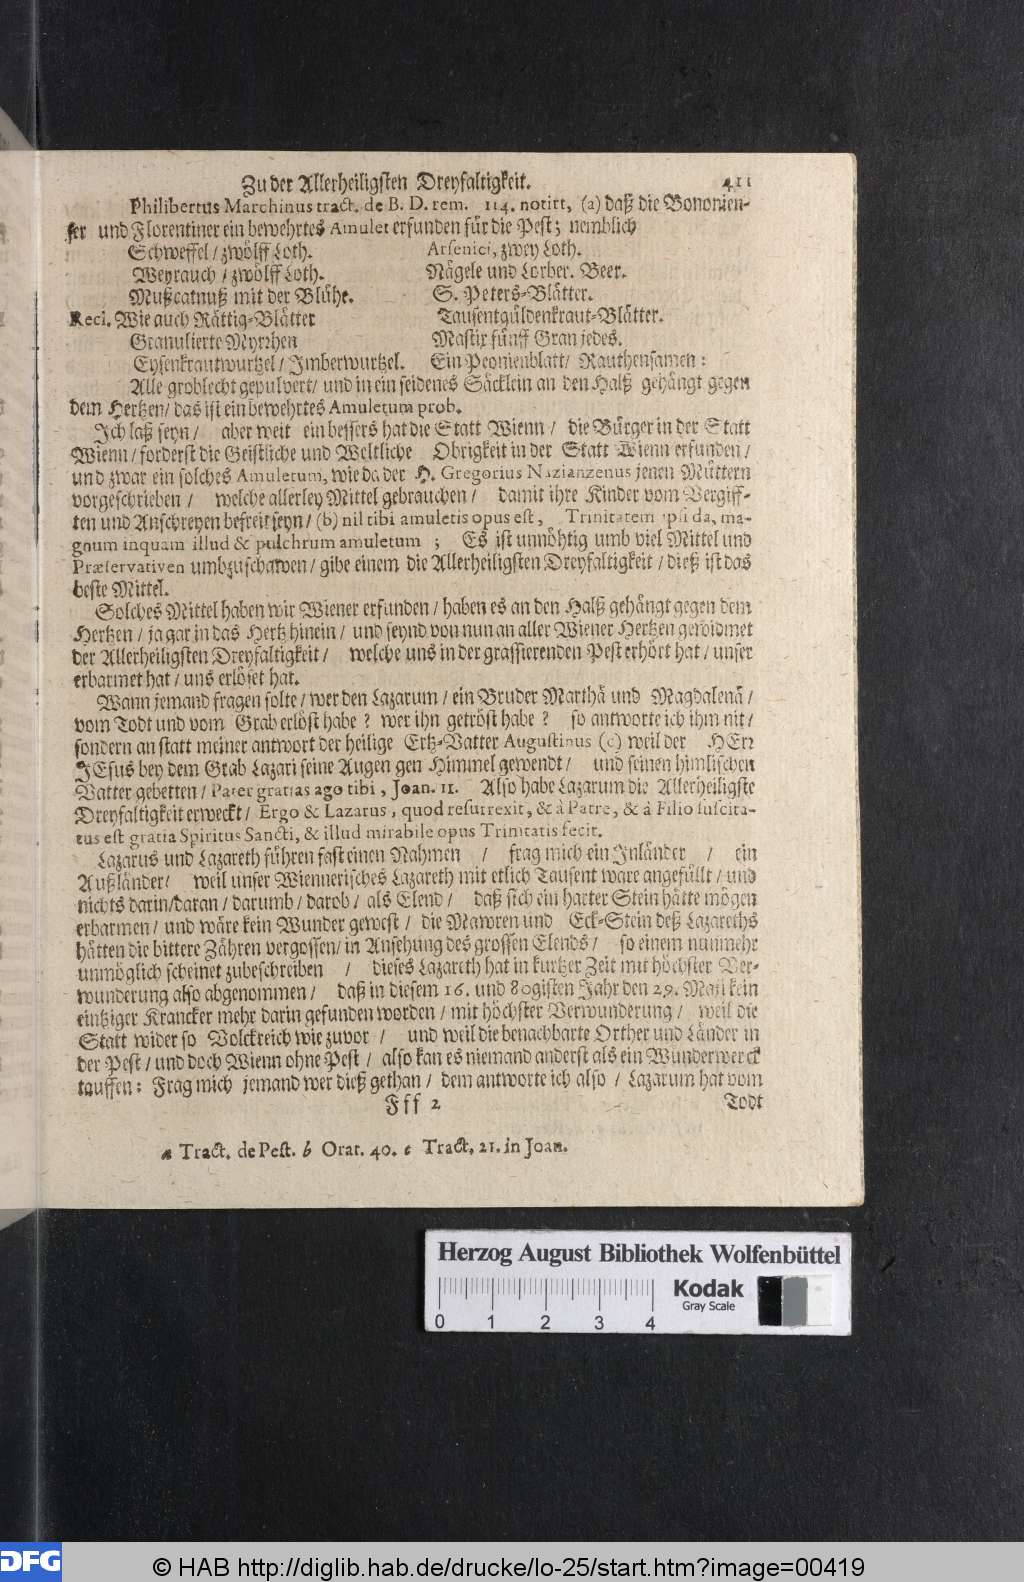 Zu der Allerheiligsten Dreyfaltigkeit. 411
Philibertus Marchinus tract. de B. D. rem. 114. notirt, (a) daß die Bononien-
ser und Florentiner ein bewehrtes Amulet erfunden für die Pest; nemblich
Schweffel / zwölff Loth. Arsenici, zwey Loth.
Weyrauch / zwölff Loth. Nägele und Lorber. Beer.
Mußcatnuß mit der Blühe. S. Peters-Blätter.
Reci. Wie auch Rättig-Blätter Tausentgüldenkraut-Blätter.
Granulierte Myrrhen Mastix fünff Gran jedes.
Eysenkrautwurtzel / Imberwurtzel. Ein Peonienblatt / Rauthensamen:
Alle groblecht gepulvert / und in ein seidenes Säcklein an den Halß gehängt gegen
dem Hertzen / das ist ein bewehrtes Amuletum prob.
Ich laß seyn / aber weit ein bessers hat die Statt Wienn / die Bürger in der Statt
Wienn / forderst die Geistliche und Weltliche Obrigkeit in der Statt Wienn erfunden /
und zwar ein solches Amuletum, wie da der H. Gregorius Nazianzenus jenen Müttern
vorgeschrieben / welche allerley Mittel gebrauchen / damit ihre Kinder vom Vergiff-
ten und Anschreyen befreit seyn / (b) nil tibi amuletis opus est, Trinitatem ipsi da, ma-
gnum inquam illud & pulchrum amuletum ; Es ist unnöhtig umb viel Mittel und
Præservativen umbzuschawen / gibe einem die Allerheiligsten Dreyfaltigkeit / dieß ist das
beste Mittel.
Solches Mittel haben wir Wiener erfunden / haben es an den Halß gehängt gegen dem
Hertzen / ja gar in das Hertz hinein / und seynd von nun an aller Wiener Hertzen gewidmet
der Allerheiligsten Dreyfaltigkeit / welche uns in der grassierenden Pest erhört hat / unser
erbarmet hat / uns erlöset hat.
Wann jemand fragen solte / wer den Lazarum / ein Bruder Marthä und Magdalenä /
vom Todt und vom Grab erlöst habe ? wer ihn getröst habe ? so antworte ich ihm nit /
sondern an statt meiner antwort der heilige Ertz-Vatter Augustinus (c) weil der HErr
JEsus bey dem Grab Lazari seine Augen gen Himmel gewendt / und seinen himlischen
Vatter gebetten / Pater gratias ago tibi , Joan. 11. Also habe Lazarum die Allerheiligste
Dreyfaltigkeit erweckt / Ergo & Lazarus, quod resurrexit, & à Patre, & à Filio suscita-
tus est gratia Spiritus Sancti, & illud mirabile opus Trinitatis fecit.
Lazarus und Lazareth führen fast einen Nahmen / frag mich ein Inländer / ein
Außländer / weil unser Wiennerisches Lazareth mit etlich Tausent ware angefüllt / und
nichts darin / daran / darumb / darob / als Elend / daß sich ein harter Stein hätte mögen
erbarmen / und wäre kein Wunder gewest / die Mawren und Eck-Stein deß Lazareths
hätten die bittere Zähren vergossen / in Ansehung des grossen Elends / so einem nunmehr
unmöglich scheinet zubeschreiben / dieses Lazareth hat in kurtzer Zeit mit höchster Ver-
wunderung also abgenommen / daß in diesem 16. und 80gisten Jahr den 29. Maji kein
eintziger Krancker mehr darin gefunden worden / mit höchster Verwunderung / weil die
Statt wider so Volckreich wie zuvor / und weil die benachbarte Orther und Länder in
der Pest / und doch Wienn ohne Pest / also kan es niemand anderst als ein Wunderwerck
tauffen: Frag mich jemand wer dieß gethan / dem antworte ich also / Lazarum hat vom
Fff 2 Todt
a Tract. de Pest. b Orat. 40. c Tract, 21. in Joan.
Herzog August Bibliothek Wolfenbüttel
Kodak
Gray Scale
0 1 2 3 4
DFG © HAB http://diglib.hab.de/drucke/lo-25/start.htm?image=00419